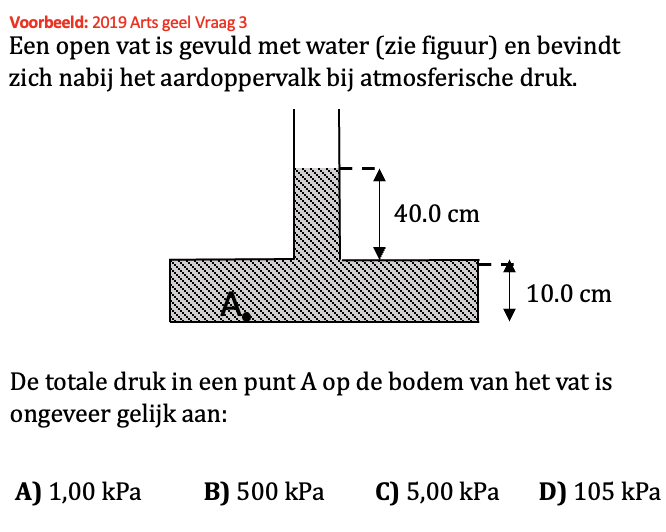 Voorbeeld: 2019 Arts geel Vraag 3
Een open vat is gevuld met water (zie figuur) en bevindt
zich nabij het aardoppervalk bij atmosferische druk.
40.0 cm
10.0 cm
A
De totale druk in een punt A op de bodem van het vat is
ongeveer gelijk aan:
A) 1,00 kPa B) 500 kPa C) 5,00 kPa D) 105 kPa